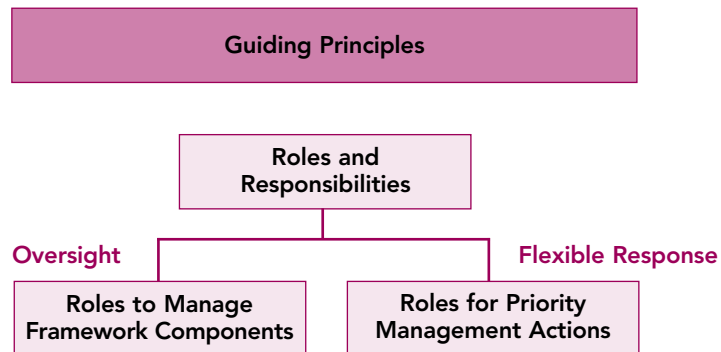 Guiding Principles
Roles and
Responsibilities
Oversight
Flexible Response
Roles to Manage
Framework Components
Roles for Priority
Management Actions